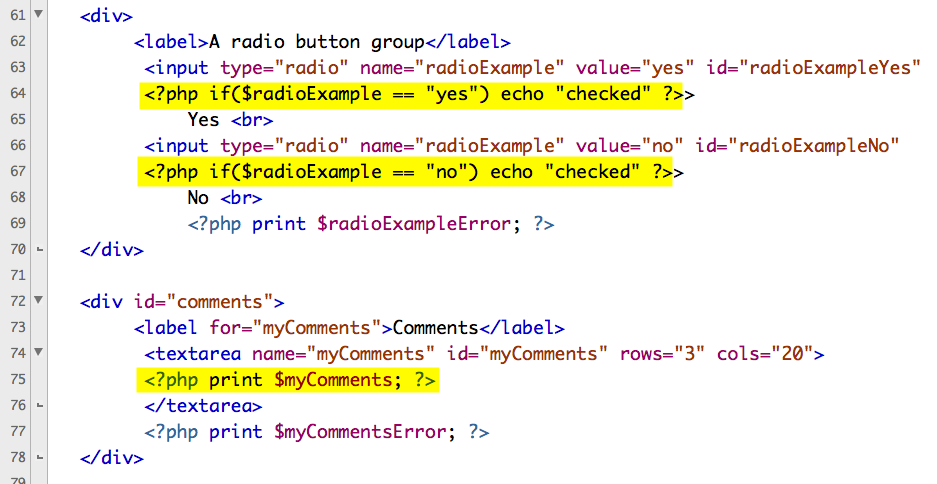 61 <div>
62 <label>A radio button group</label>
63 <input type="radio" name="radioExample" value="yes" id="radioExampleYes"
64 <?php if($radioExample == "yes") echo "checked" ?>>
65 Yes <br>
66 <input type="radio" name="radioExample" value="no" id="radioExampleNo"
67 <?php if($radioExample == "no") echo "checked" ?>>
68 No <br>
69 <?php print $radioExampleError; ?>
70 </div>
71
72 <div id="comments">
73 <label for="myComments">Comments</label>
74 <textarea name="myComments" id="myComments" rows="3" cols="20">
75 <?php print $myComments; ?>
76 </textarea>
77 <?php print $myCommentsError; ?>
78 </div>
79